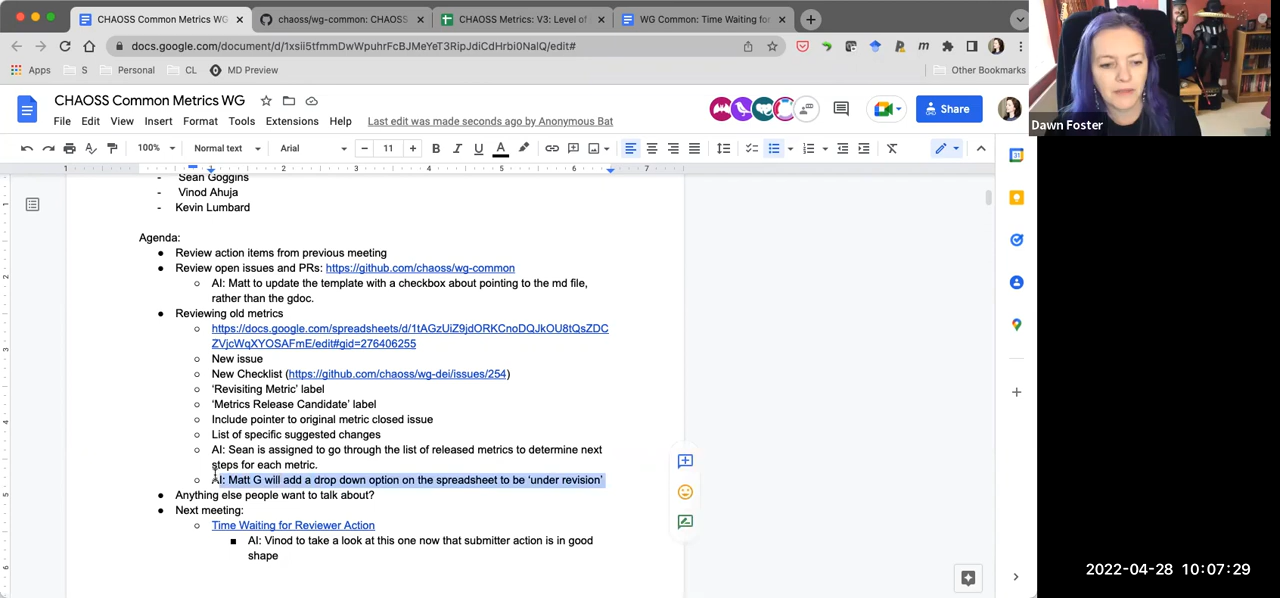 CHAOSS Common Metrics WG
chaoss/wg-common: CHAOSS
CHAOSS Metrics: V3: Level of
WG Common: Time Waiting for
docs.google.com/document/d/1xsii5tfmmDwWpuhrFcBJMeYeT3RipJdiCdHrbi0NaIQ/edit#
Apps
S
Personal
CL
MD Preview
Other Bookmarks
Dawn Foster
CHAOSS Common Metrics WG
File Edit View Insert Format Tools Extensions Help
Last edit was made seconds ago by Anonymous Bat
Share
100%
Normal text
Arial
11
- Sean Goggins
- Vinod Ahuja
- Kevin Lumbard
Agenda:
● Review action items from previous meeting
● Review open issues and PRs: https://github.com/chaoss/wg-common
○ AI: Matt to update the template with a checkbox about pointing to the md file,
rather than the gdoc.
● Reviewing old metrics
○ https://docs.google.com/spreadsheets/d/1tAGzUiZ9jdORKCnoDQJkOU8tQsZDC
ZVjcWqXYOSAFmE/edit#gid=276406255
○ New issue
○ New Checklist (https://github.com/chaoss/wg-dei/issues/254)
○ ‘Revisiting Metric’ label
○ ‘Metrics Release Candidate’ label
○ Include pointer to original metric closed issue
○ List of specific suggested changes
○ AI: Sean is assigned to go through the list of released metrics to determine next
steps for each metric.
○ AI: Matt G will add a drop down option on the spreadsheet to be ‘under revision’
● Anything else people want to talk about?
● Next meeting:
○ Time Waiting for Reviewer Action
■ AI: Vinod to take a look at this one now that submitter action is in good
shape
2022-04-28 10:07:29